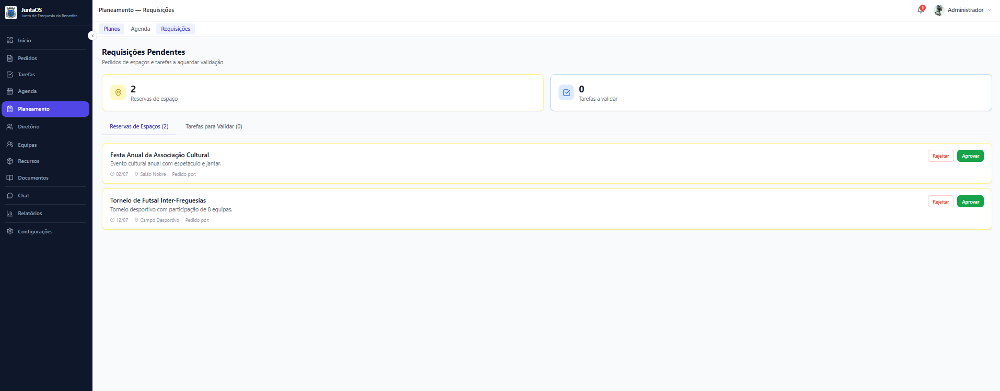 JuntaOS
Junta de Freguesia da Benedita
Planeamento — Requisições
1
Administrador
Planos
Agenda
Requisições
Início
Pedidos
Tarefas
Agenda
Planeamento
Diretório
Equipas
Recursos
Documentos
Chat
Relatórios
Configurações
Requisições Pendentes
Pedidos de espaços e tarefas a aguardar validação
2
Reservas de espaço
0
Tarefas a validar
Reservas de Espaços (2)
Tarefas para Validar (0)
Festa Anual da Associação Cultural
Evento cultural anual com espetáculo e jantar.
02/07 Salão Nobre Pedido por:
Rejeitar
Aprovar
Torneio de Futsal Inter-Freguesias
Torneio desportivo com participação de 8 equipas.
12/07 Campo Desportivo Pedido por:
Rejeitar
Aprovar